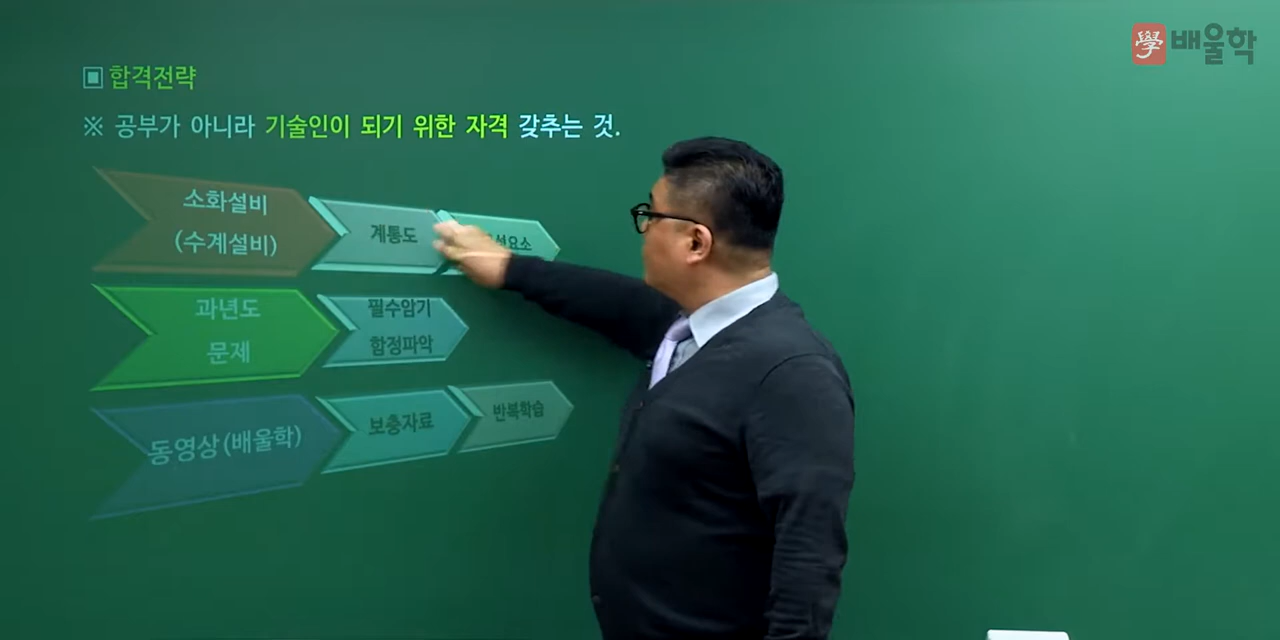 學 배울학
합격전략
※ 공부가 아니라 기술인이 되기 위한 자격 갖추는 것.
소화설비
(수계설비)
계통도
과년도
문제
필수암기
함정파악
동영상(배울학)
보충자료
반복학습